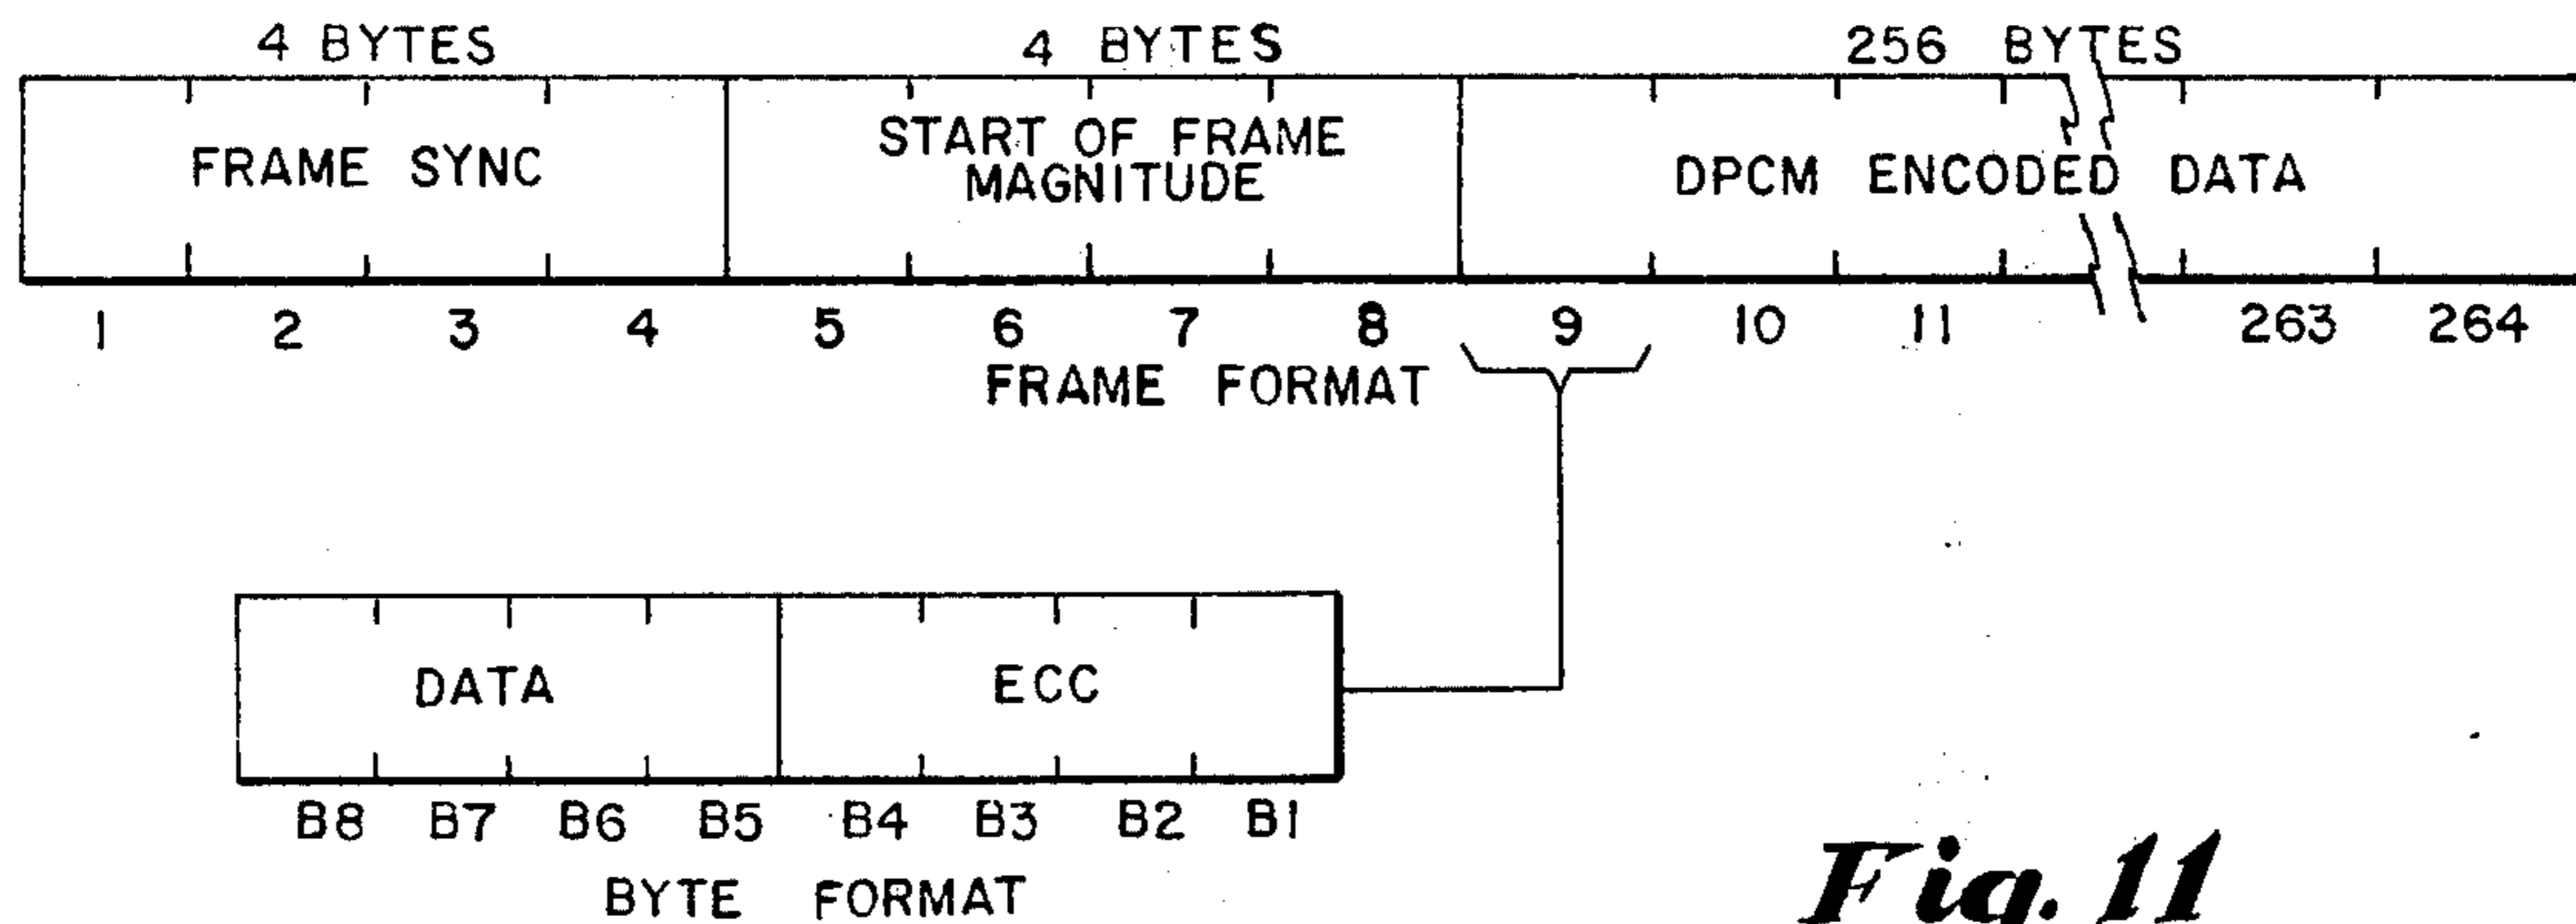 4 BYTES 4 BYTES 256 BYTES
FRAME SYNC
START OF FRAME
MAGNITUDE
DPCM ENCODED DATA
1 2 3 4 5 6 7 8 9 10 11 263 264
FRAME FORMAT
DATA ECC
B8 B7 B6 B5 B4 B3 B2 B1
BYTE FORMAT
Fig. 11